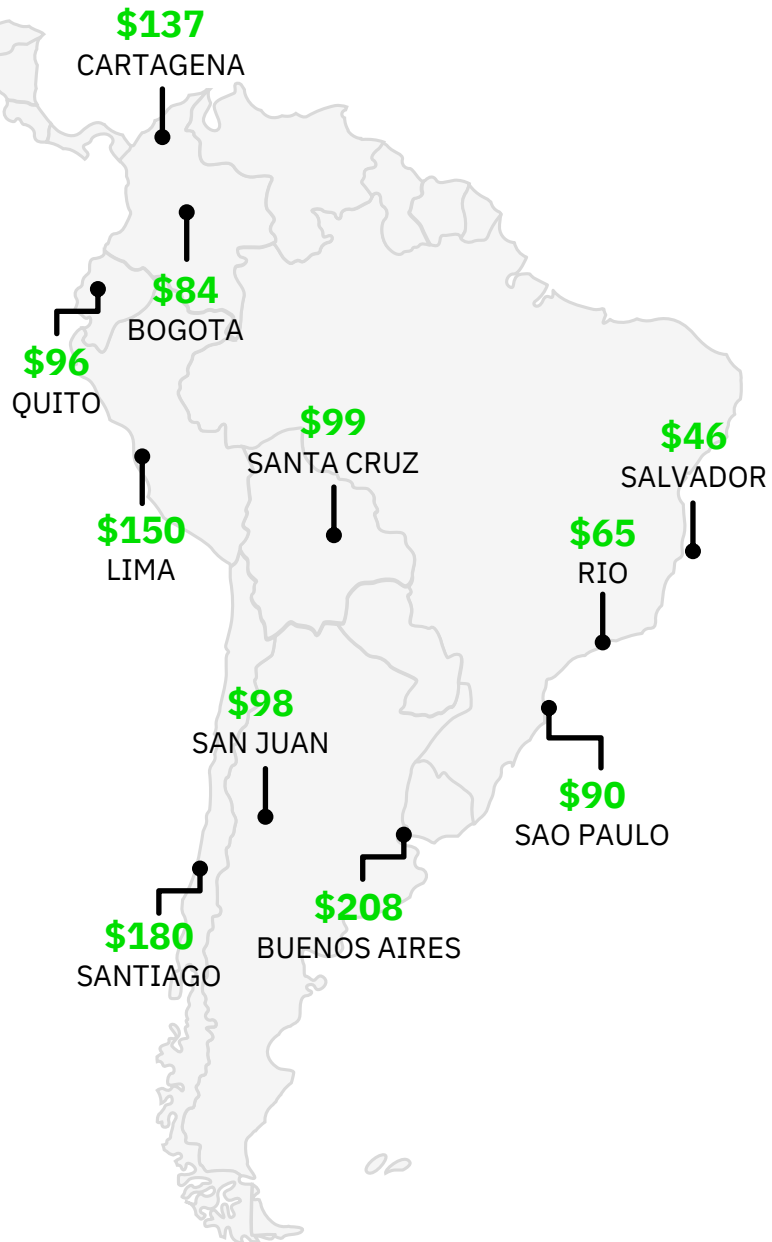 $137
CARTAGENA
$84
BOGOTA
$96
QUITO
$99
SANTA CRUZ
$46
SALVADOR
$150
LIMA
$65
RIO
$98
SAN JUAN
$90
SAO PAULO
$208
BUENOS AIRES
$180
SANTIAGO